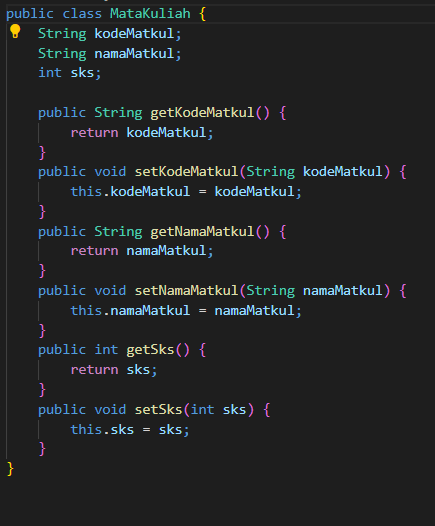 public class MataKuliah {
    String kodeMatkul;
    String namaMatkul;
    int sks;

    public String getKodeMatkul() {
        return kodeMatkul;
    }
    public void setKodeMatkul(String kodeMatkul) {
        this.kodeMatkul = kodeMatkul;
    }
    public String getNamaMatkul() {
        return namaMatkul;
    }
    public void setNamaMatkul(String namaMatkul) {
        this.namaMatkul = namaMatkul;
    }
    public int getSks() {
        return sks;
    }
    public void setSks(int sks) {
        this.sks = sks;
    }
}